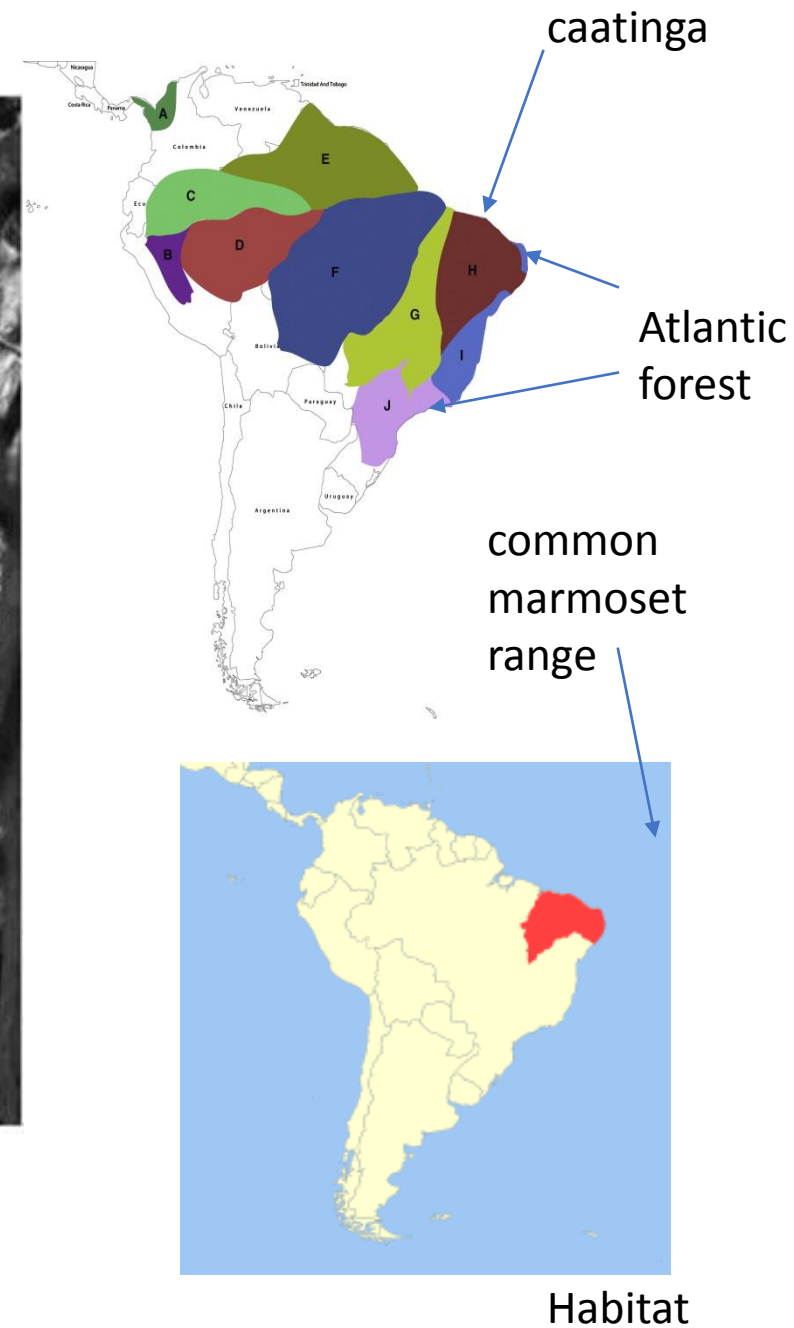 caatinga
Nicaragua
Costa Rica
Panama
Trinidad And Tobago
Venezuela
A
Colombia
E
C
Ecu
B
D
F
H
G
Atlantic
forest
I
Bolivia
J
Paraguay
Chile
Uruguay
Argentina
common
marmoset
range
Habitat